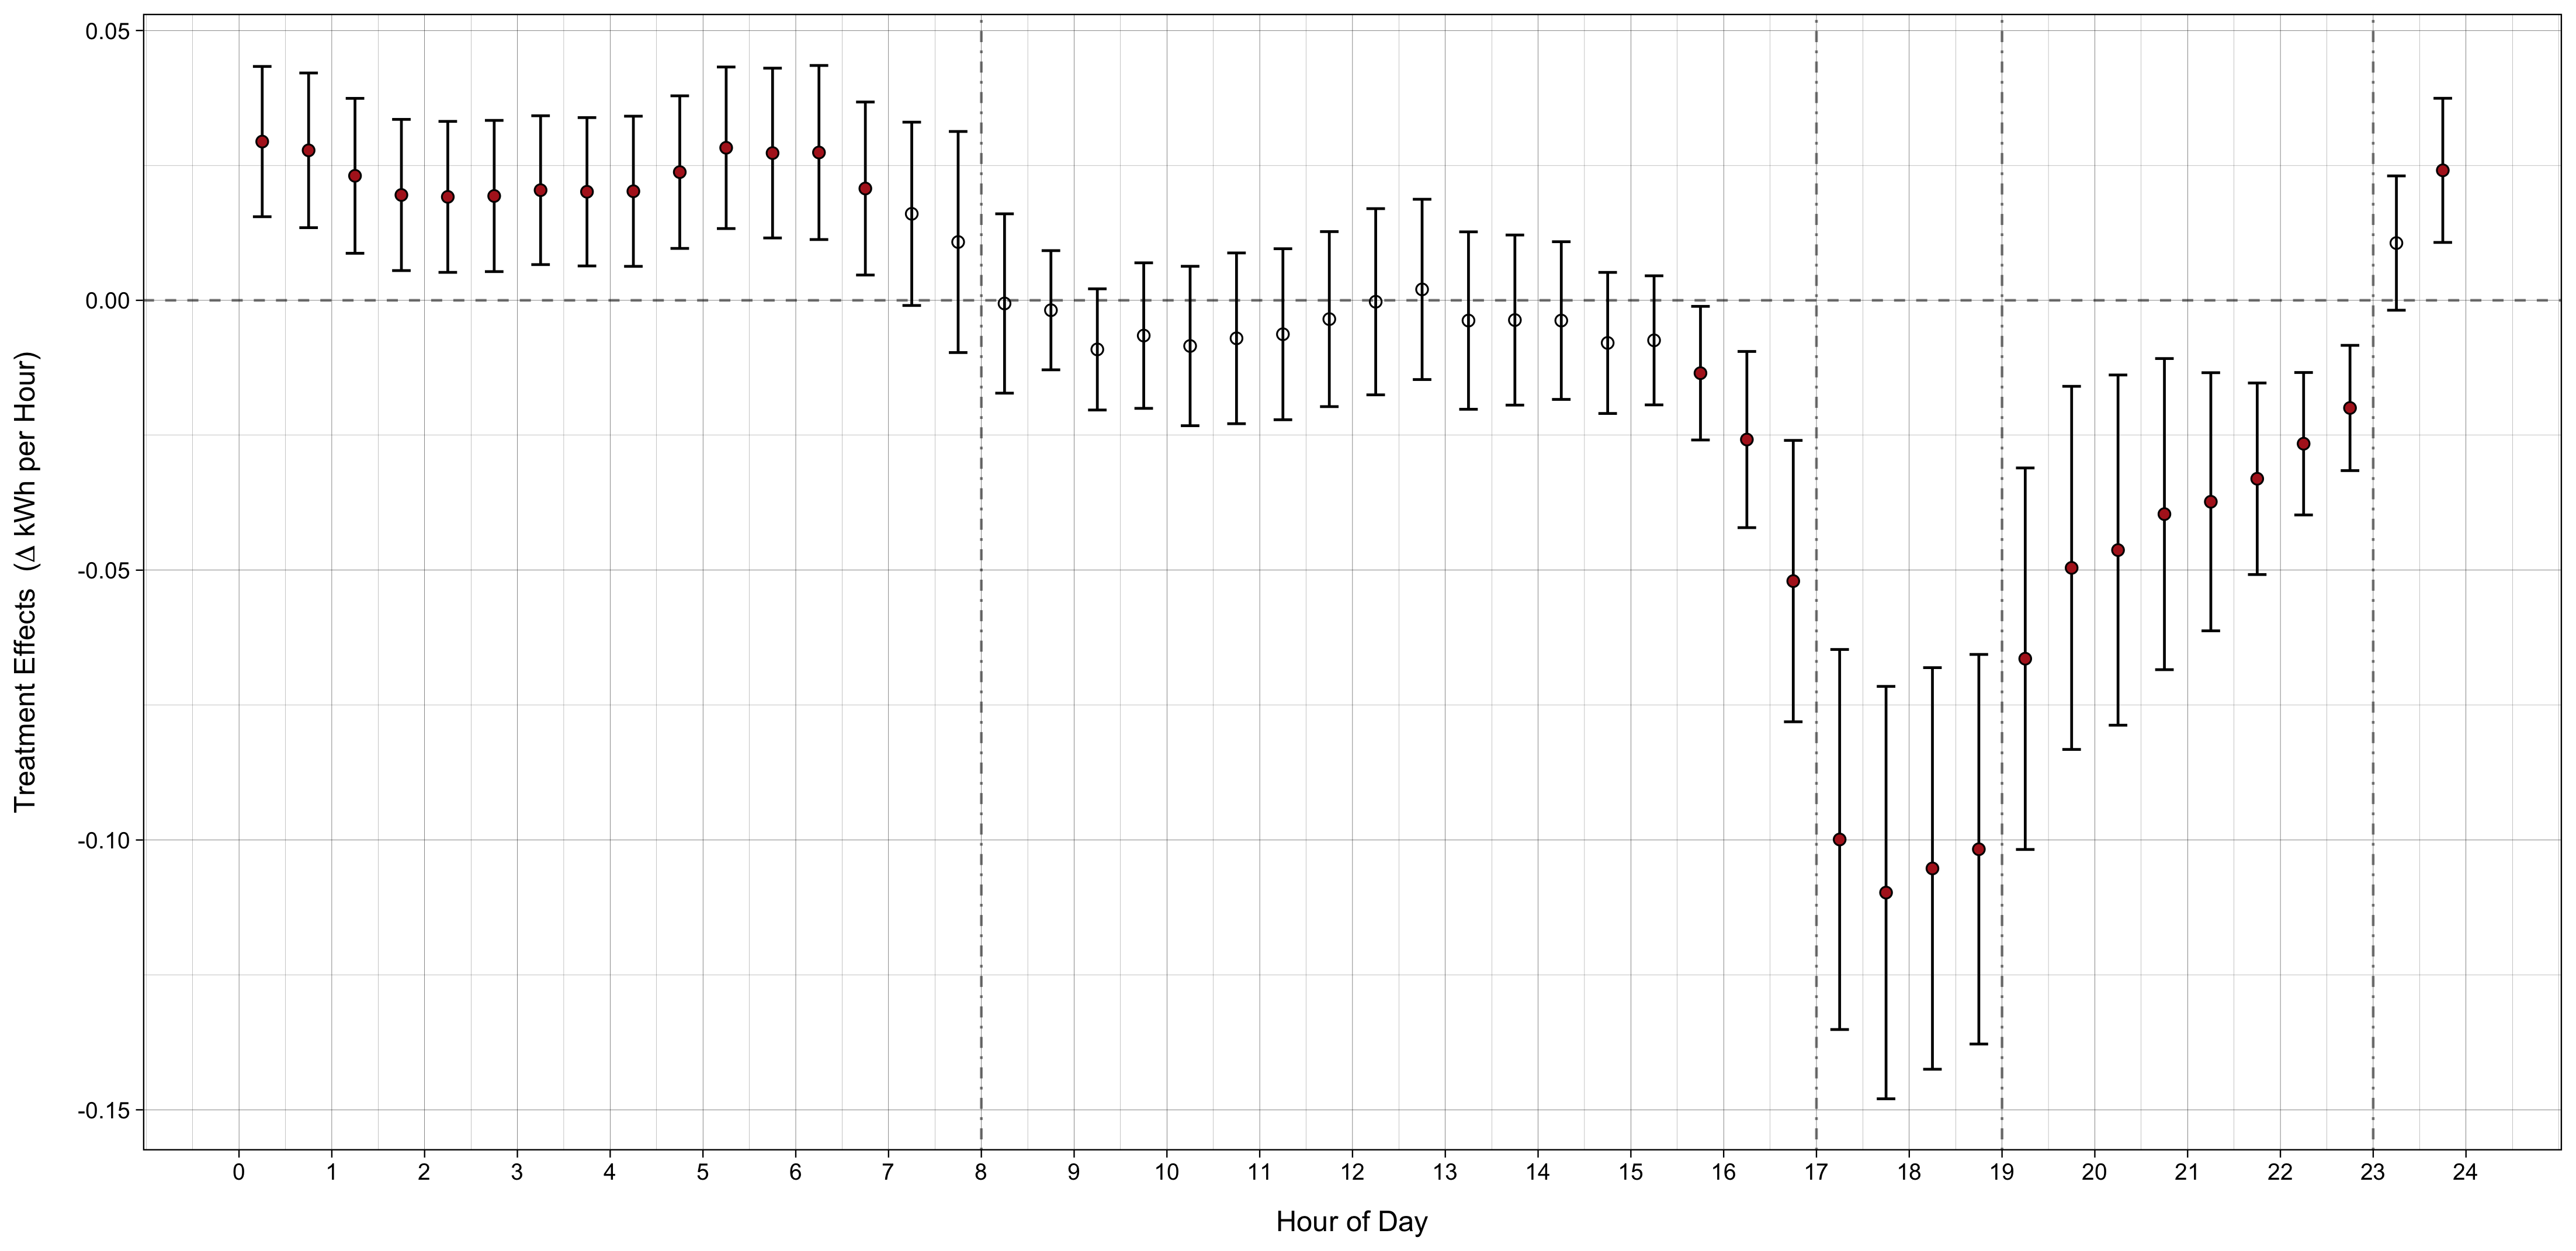 0.05
0.00
-0.05
-0.10
-0.15
Treatment Effects (Δ kWh per Hour)
0 1 2 3 4 5 6 7 8 9 10 11 12 13 14 15 16 17 18 19 20 21 22 23 24
Hour of Day